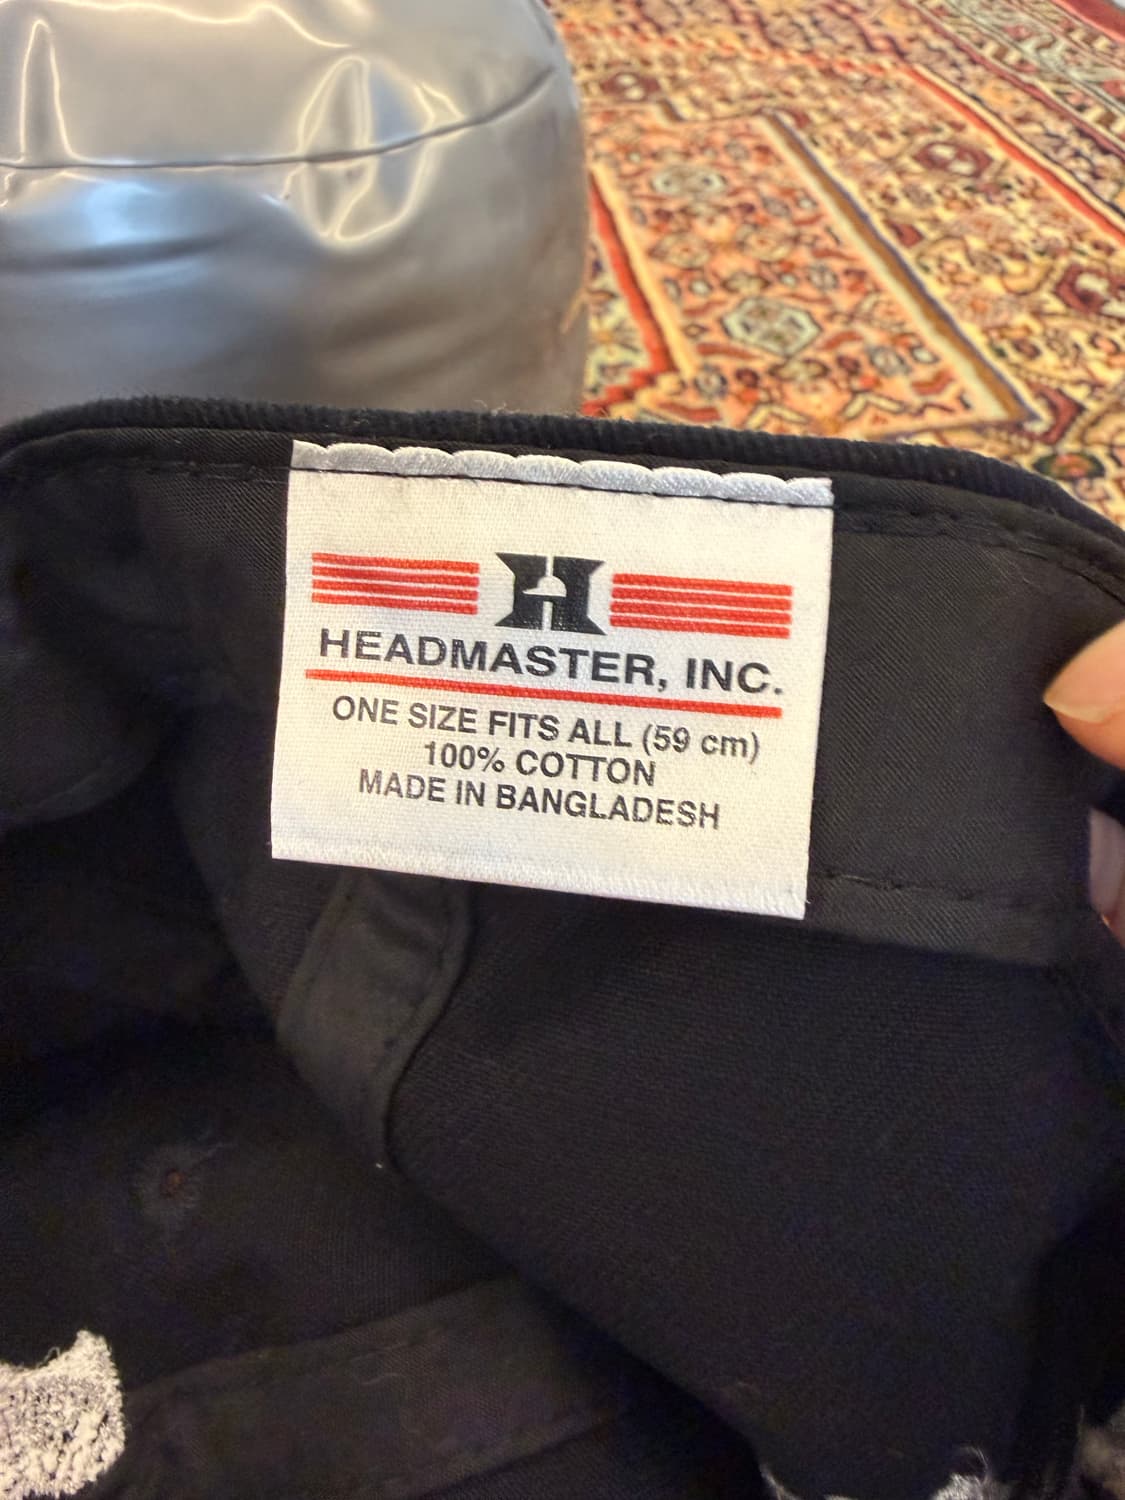 H
HEADMASTER, INC.
ONE SIZE FITS ALL (59 cm)
100% COTTON
MADE IN BANGLADESH